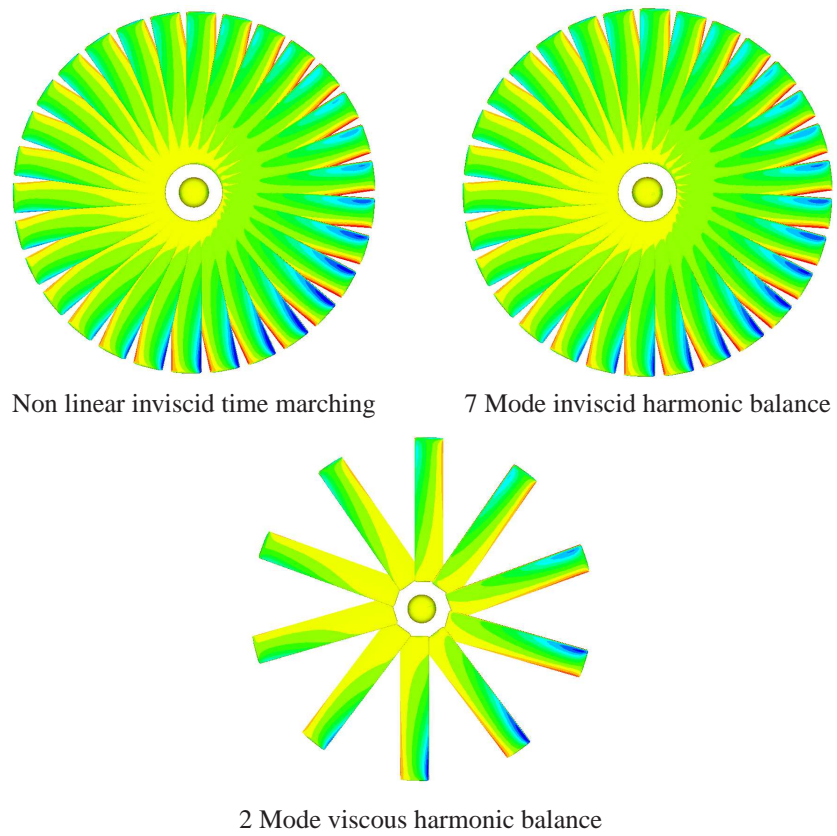 Non linear inviscid time marching
7 Mode inviscid harmonic balance
2 Mode viscous harmonic balance